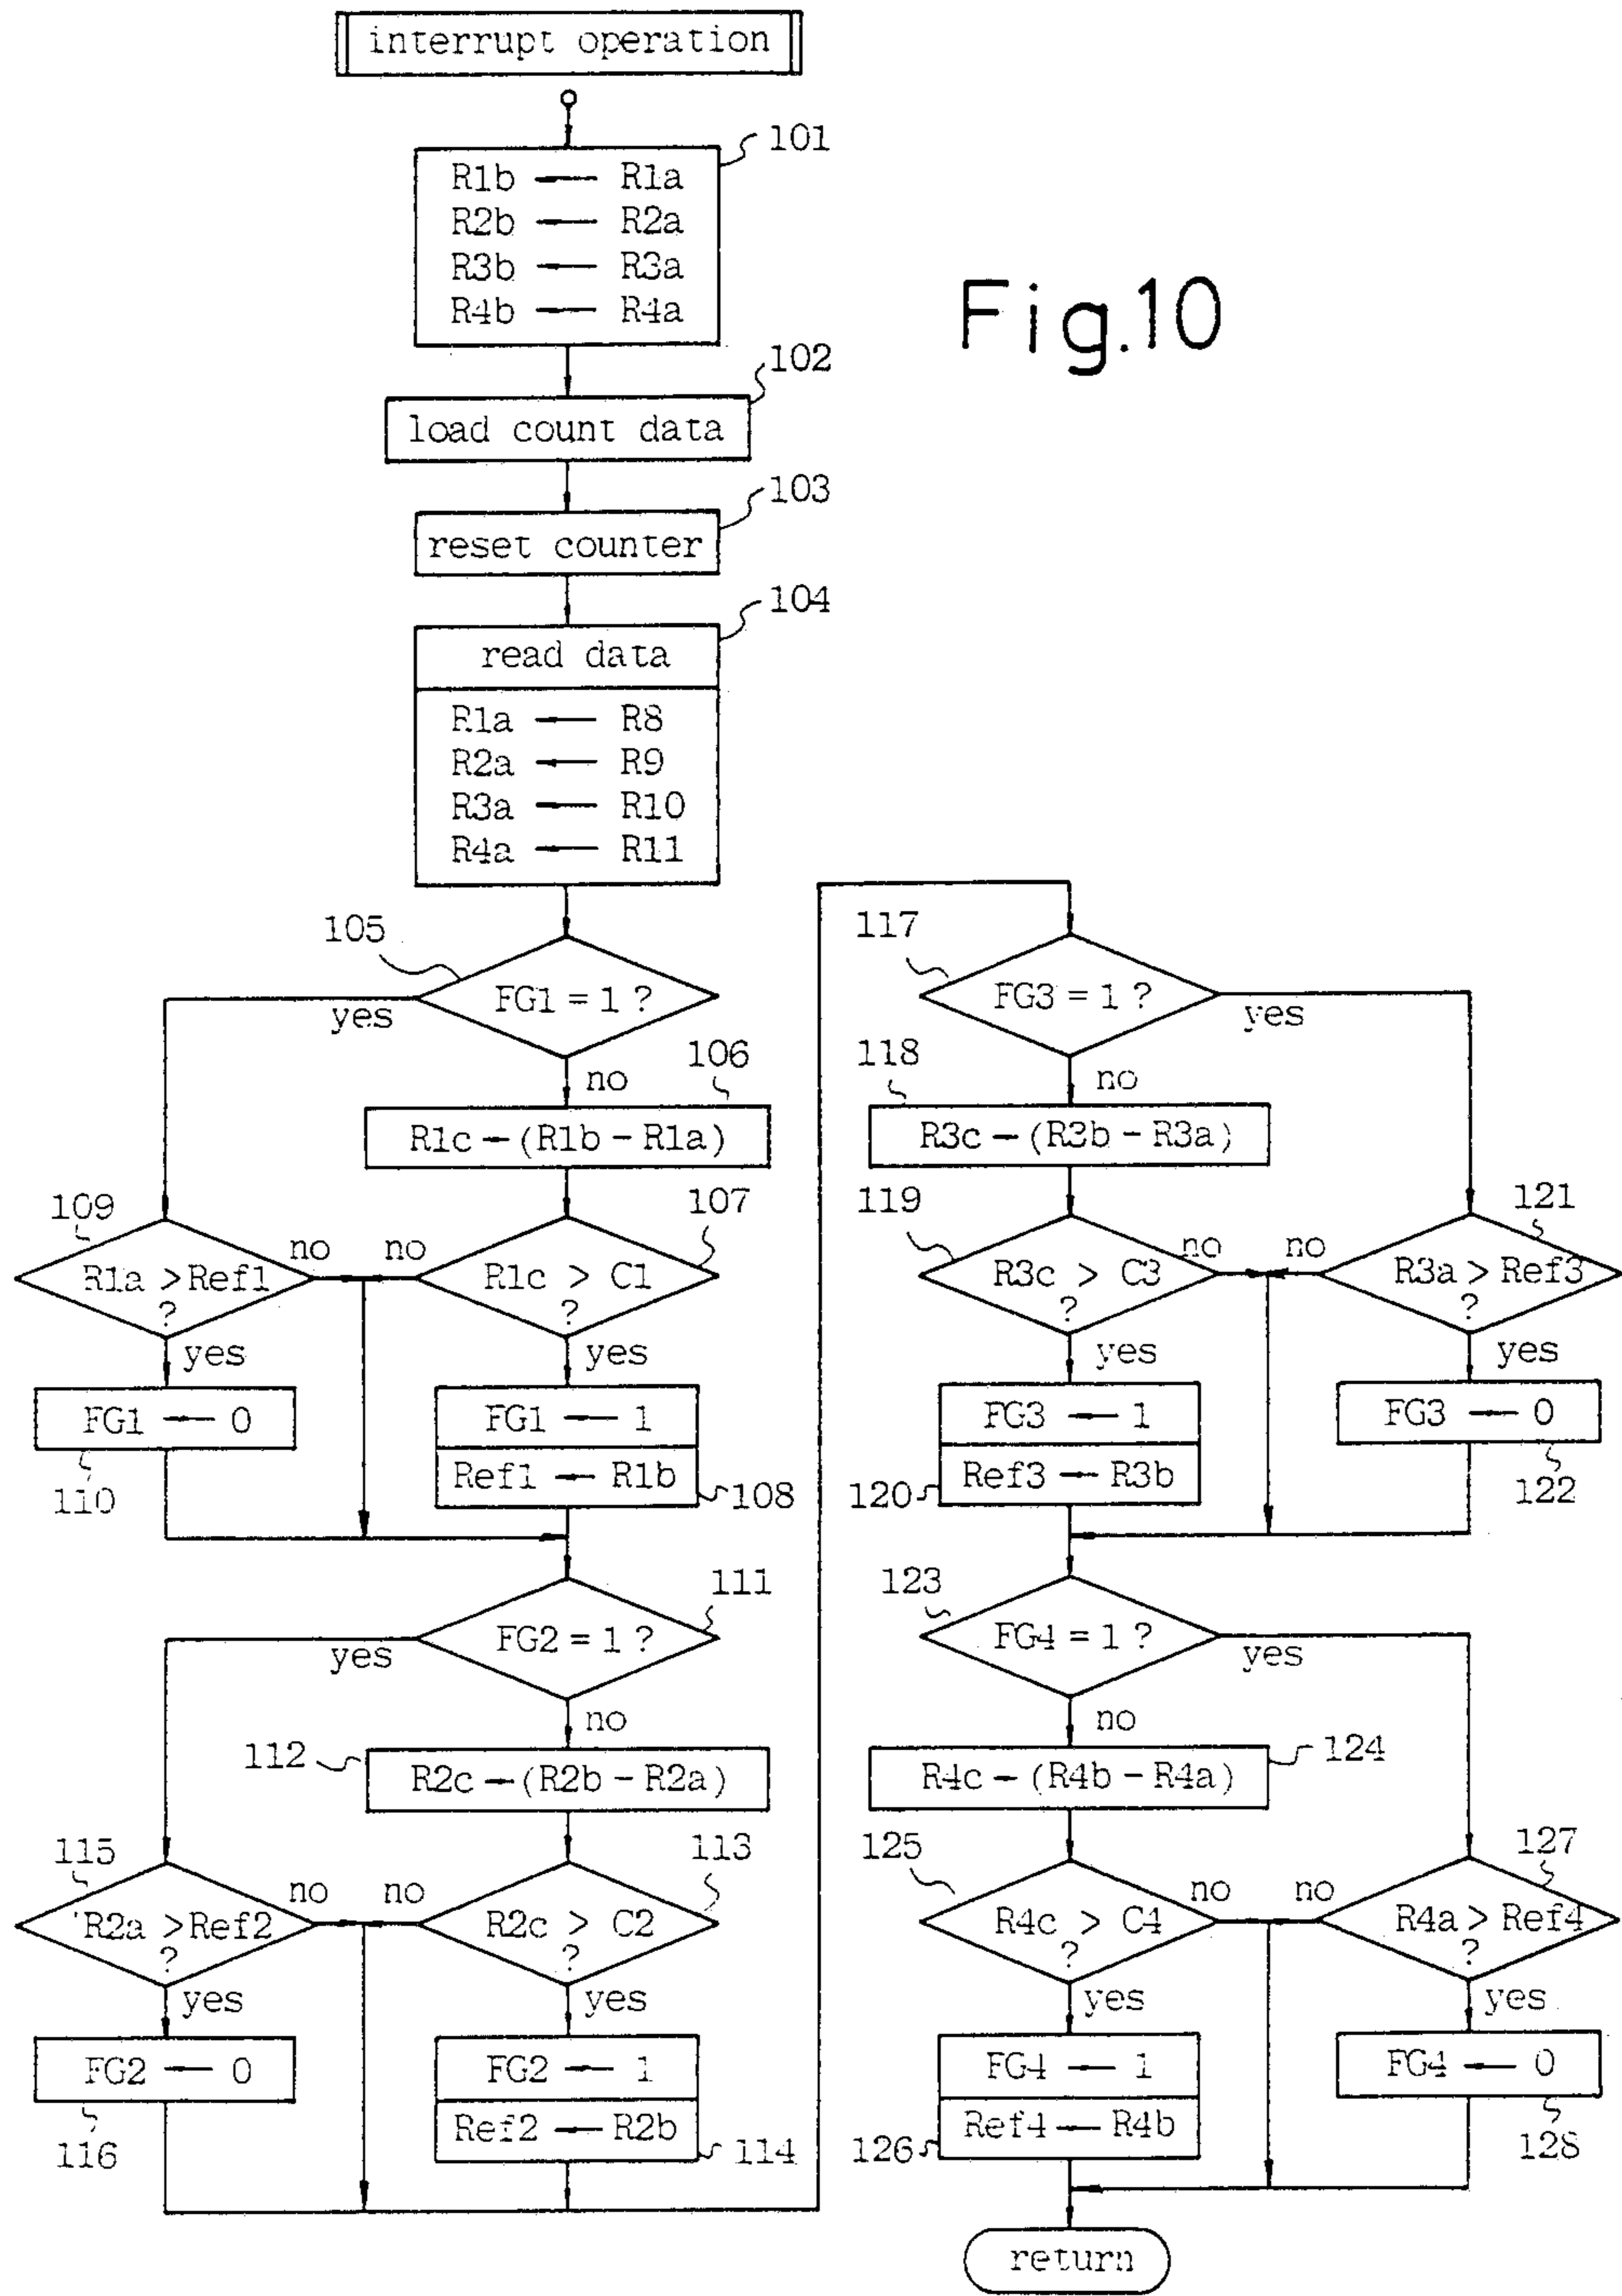 interrupt operation
101
R1b ← R1a
R2b ← R2a
R3b ← R3a
R4b ← R4a
Fig.10
102
load count data
103
reset counter
104
read data
R1a ← R8
R2a ← R9
R3a ← R10
R4a ← R11
105
FG1 = 1 ?
yes
no
106
R1c ← (R1b - R1a)
109
R1a > Ref1
?
no
yes
107
R1c > C1
?
no
yes
FG1 ← 0
110
FG1 ← 1
Ref1 ← R1b
108
111
FG2 = 1 ?
yes
no
112
R2c ← (R2b - R2a)
115
R2a > Ref2
?
no
yes
113
R2c > C2
?
no
yes
FG2 ← 0
116
FG2 ← 1
Ref2 ← R2b
114
117
FG3 = 1 ?
yes
no
118
R3c ← (R3b - R3a)
119
R3c > C3
?
no
yes
121
R3a > Ref3
?
no
yes
FG3 ← 1
Ref3 ← R3b
120
FG3 ← 0
122
123
FG4 = 1 ?
yes
no
124
R4c ← (R4b - R4a)
125
R4c > C4
?
no
yes
127
R4a > Ref4
?
no
yes
FG4 ← 1
Ref4 ← R4b
126
FG4 ← 0
128
return